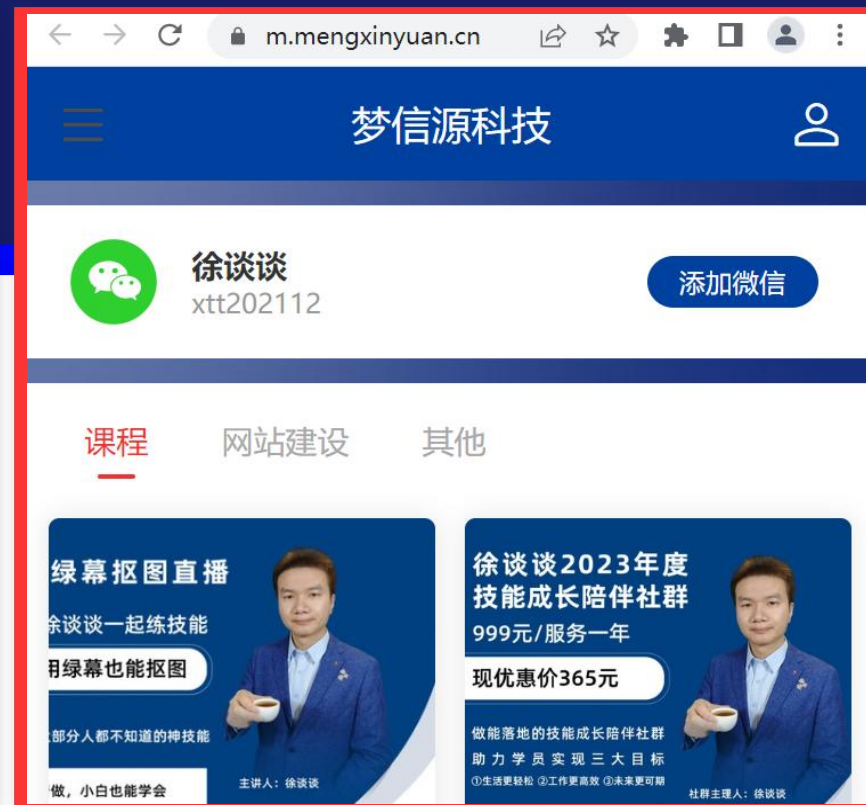 m.mengxinyuan.cn
梦信源科技
徐谈谈
xtt202112
添加微信
课程 网站建设 其他
绿幕抠图直播
谈谈一起练技能
绿幕也能抠图
部分人都不知道的神技能
做，小白也能学会
主讲人：徐谈谈
徐谈谈2023年度
技能成长陪伴社群
999元/服务一年
现优惠价365元
做能落地的技能成长陪伴社群
助力学员实现三大目标
①生活更轻松 ②工作更高效 ③未来更可期
社群主理人：徐谈谈